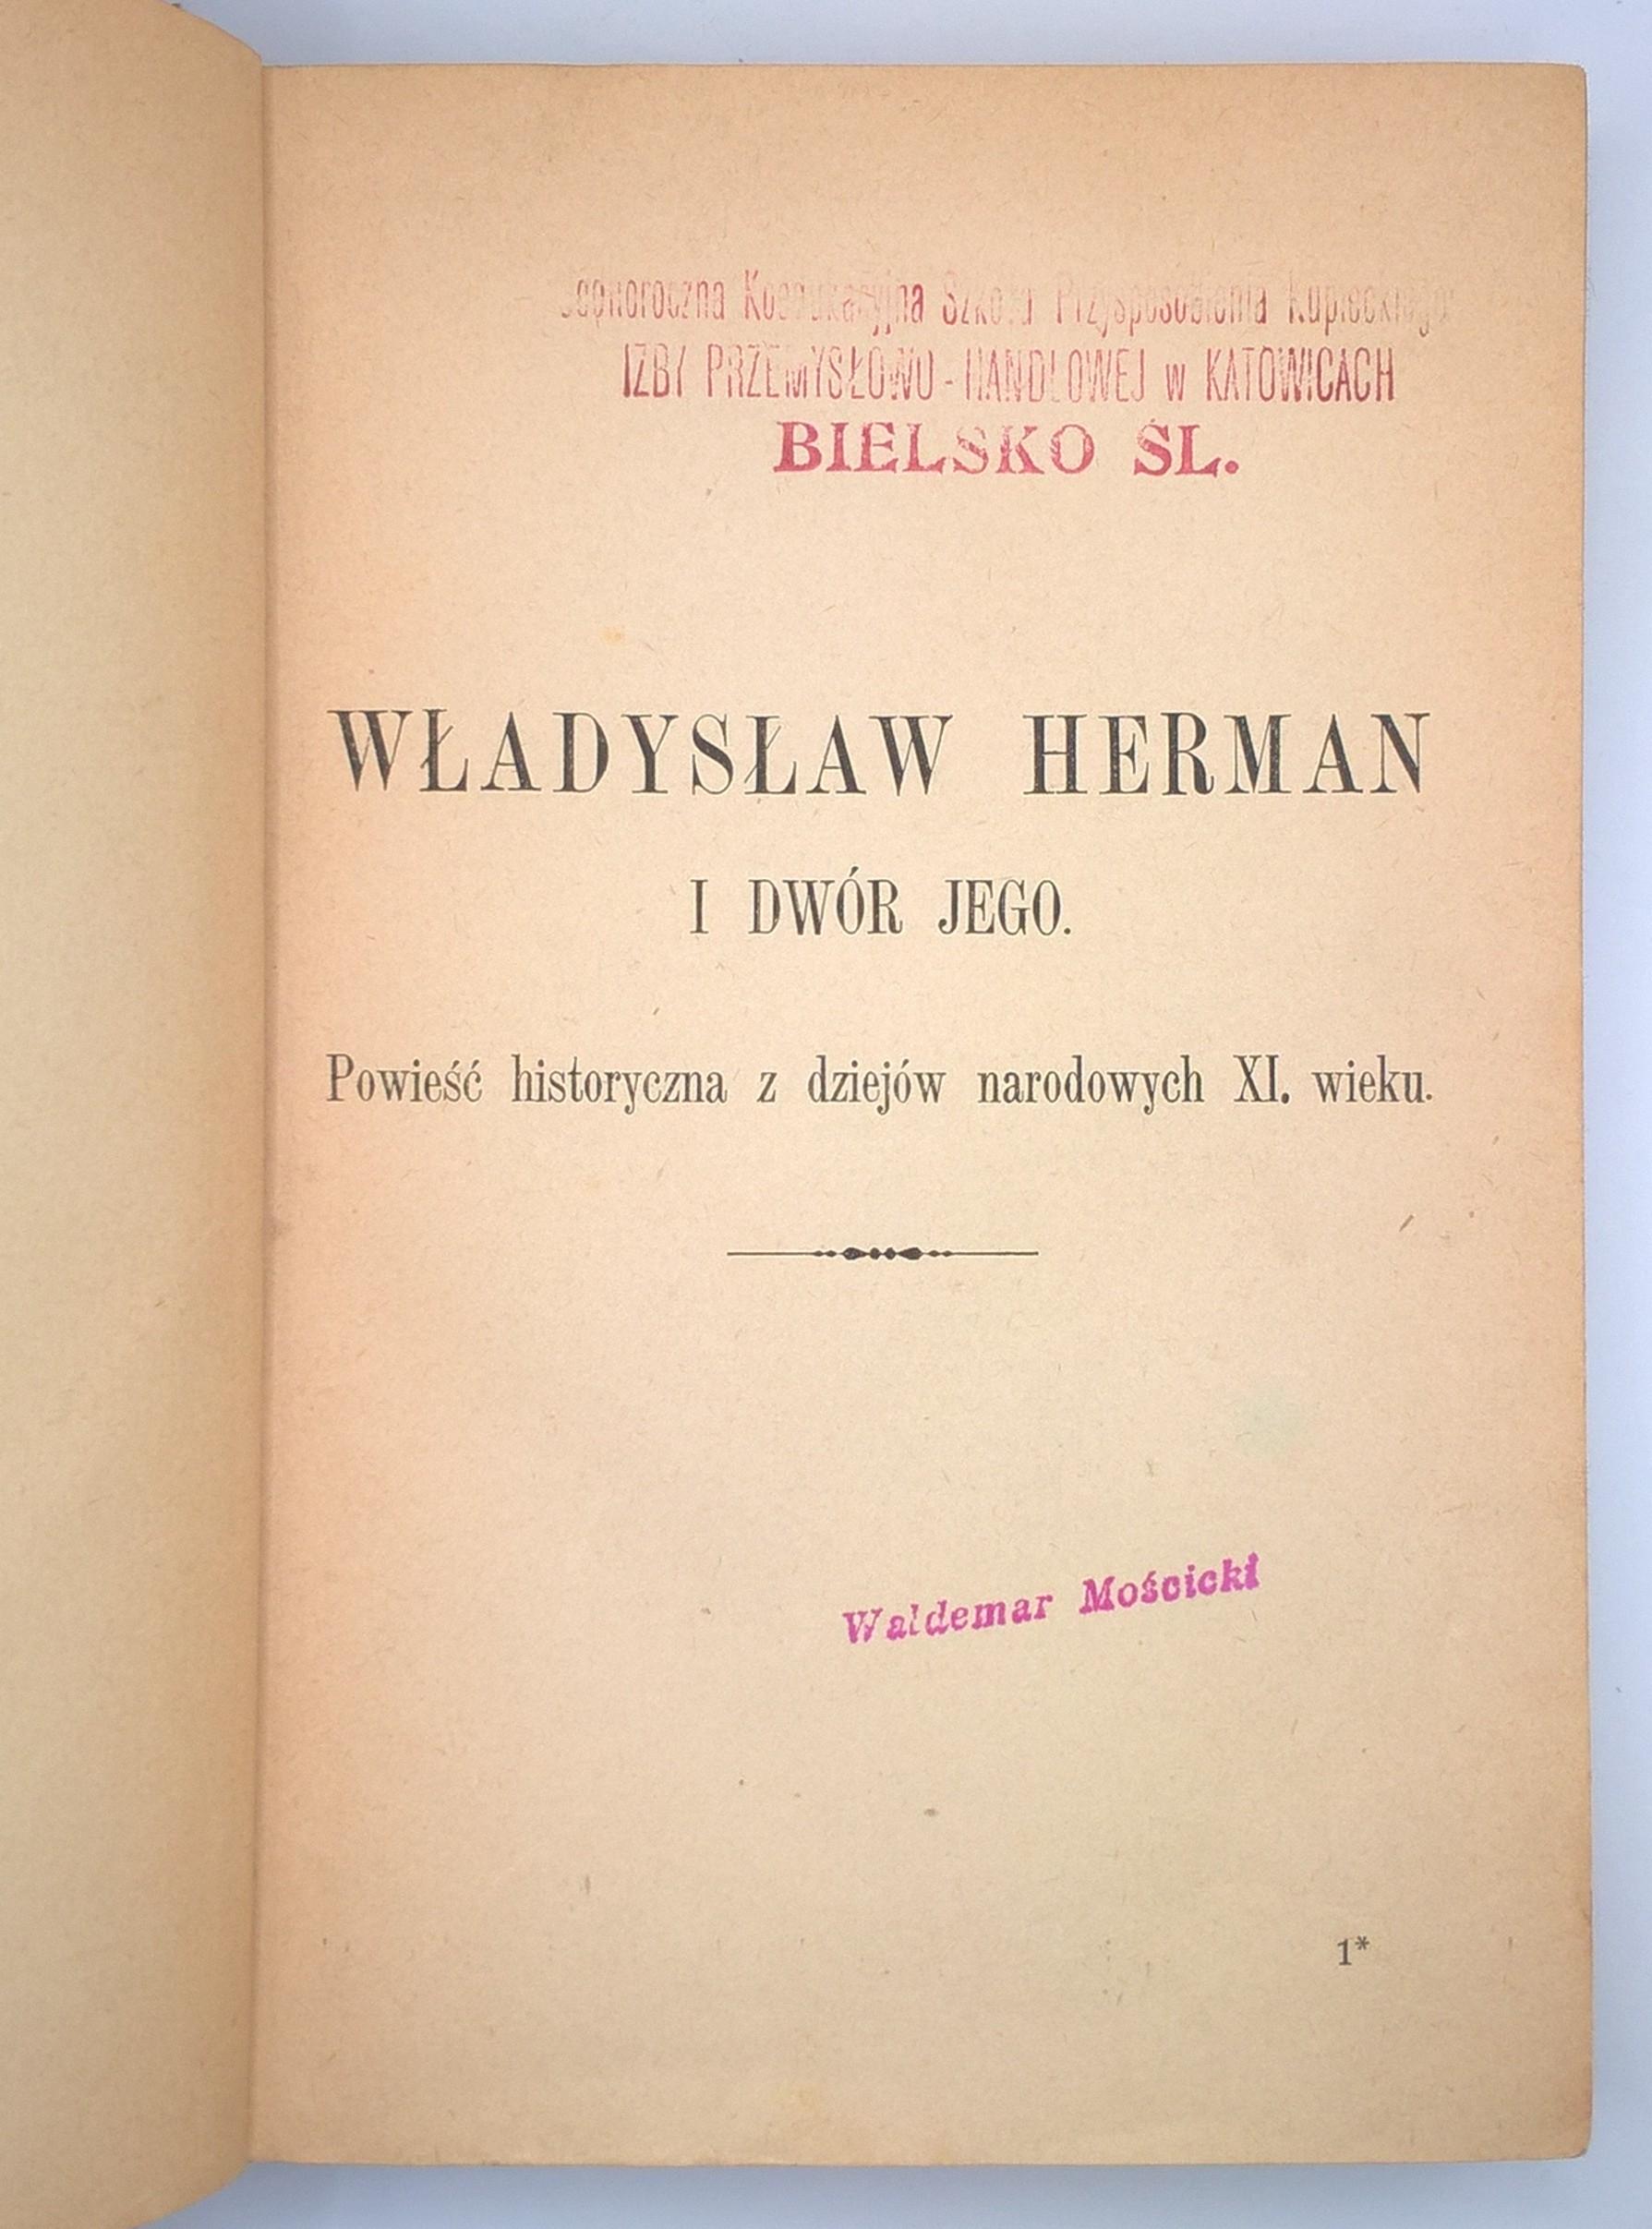 Jednoroczna Koedukacyjna Szkoła Przysposobienia Kupieckiego
IZBY PRZEMYSŁOWO - HANDLOWEJ w KATOWICACH
BIELSKO ŚL.
WŁADYSŁAW HERMAN
I DWÓR JEGO.
Powieść historyczna z dziejów narodowych XI. wieku.
Waldemar Mościcki
1*